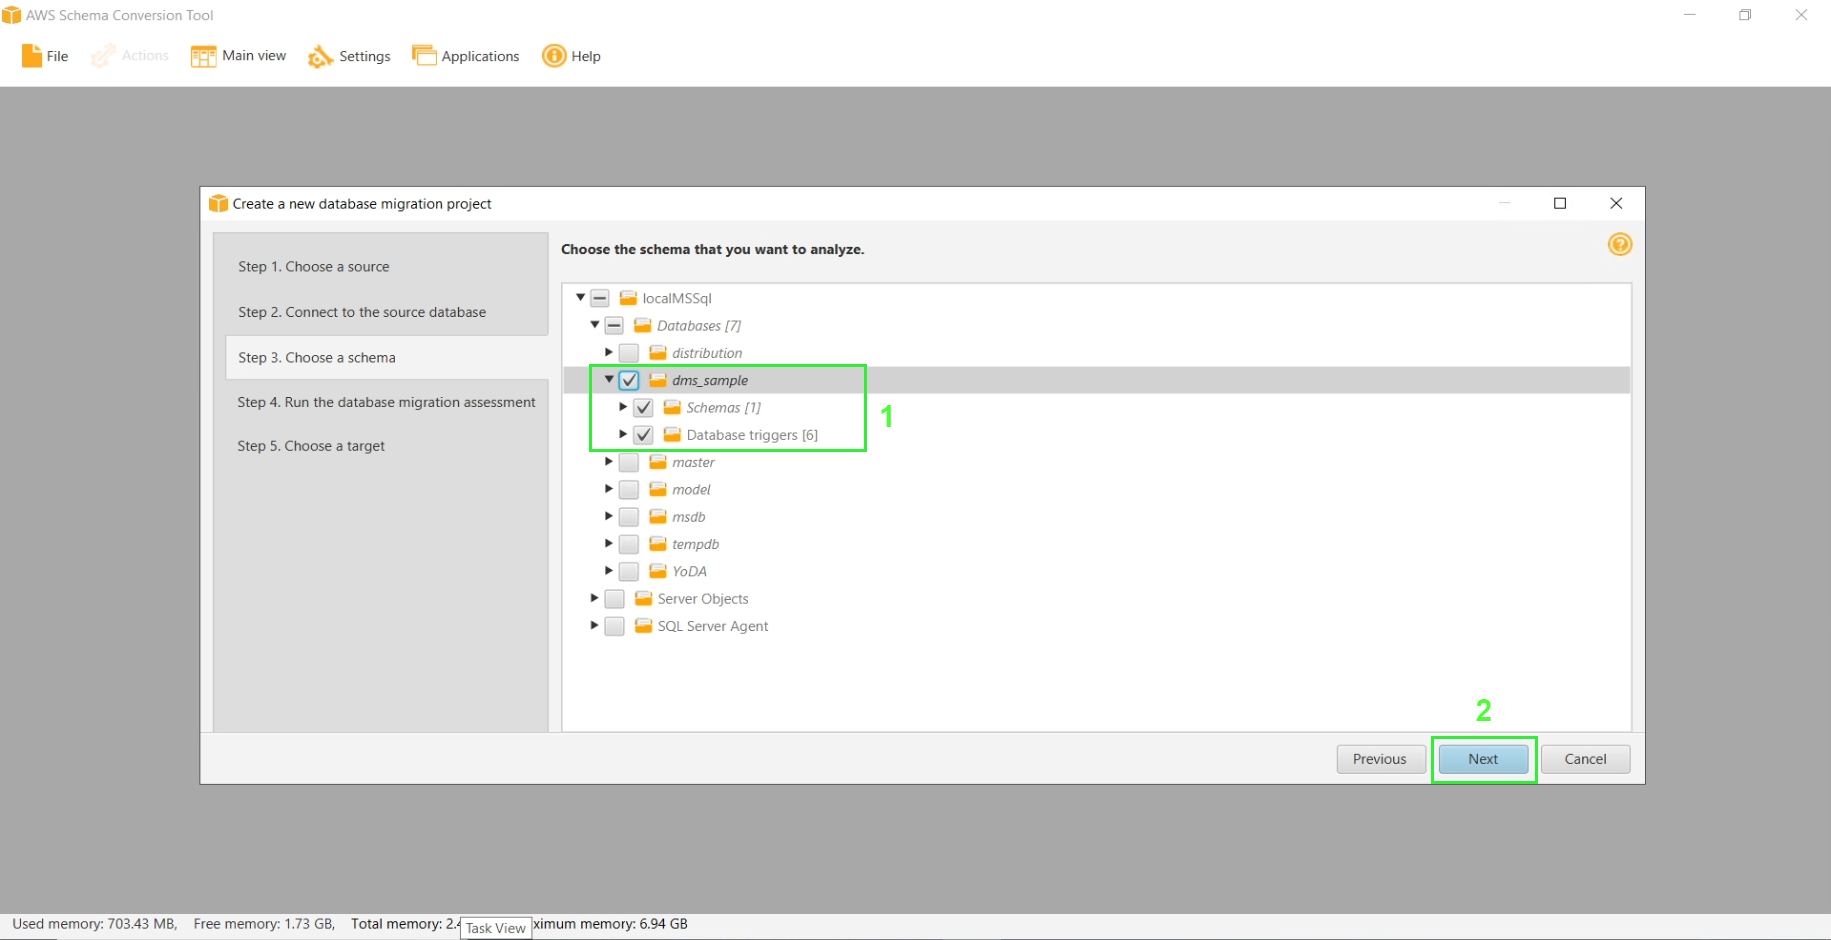 AWS Schema Conversion Tool
File Actions Main view Settings Applications Help
Create a new database migration project
Step 1. Choose a source
Step 2. Connect to the source database
Step 3. Choose a schema
Step 4. Run the database migration assessment
Step 5. Choose a target
Choose the schema that you want to analyze.
?
localMSSql
Databases [7]
distribution
dms_sample
Schemas [1]
Database triggers [6]
1
master
model
msdb
tempdb
YoDA
Server Objects
SQL Server Agent
2
Previous Next Cancel
Used memory: 703.43 MB, Free memory: 1.73 GB, Total memory: 2.4 ximum memory: 6.94 GB
Task View